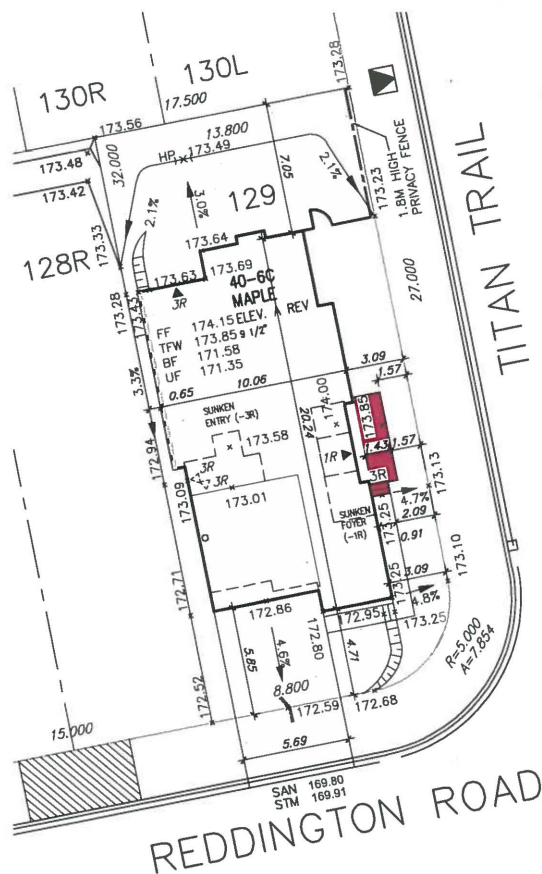 130R
130L
17.500
173.28
173.56
13.800
HP
173.49
173.48
32.000
7.05
2.1%
1.8M HIGH
PRIVACY FENCE
173.42
3.0%
129
173.23
TITAN TRAIL
2.1%
173.33
173.64
128R
173.63
173.69
40-6C
MAPLE
3R
ELEV.
REV
27.000
173.28
173.43
FF 174.15
TFW 173.85 9 1/2"
BF 171.58
UF 171.35
3.3%
3.09
1.57
0.65
10.06
174.00
173.85
SUNKEN
ENTRY (-3R)
20.24
173.58
1.43
1.57
1R
172.94
3R
3R
3R
173.09
173.01
173.13
4.7%
SUNKEN
FOYER
(-1R)
173.25
2.09
0.91
173.10
3.09
173.25
4.8%
172.71
172.86
172.95
173.25
172.80
5.85
4.6%
4.71
R=5.000
A=7.854
8.800
172.52
172.59
172.68
15.000
5.69
SAN 169.80
STM 169.91
REDDINGTON ROAD